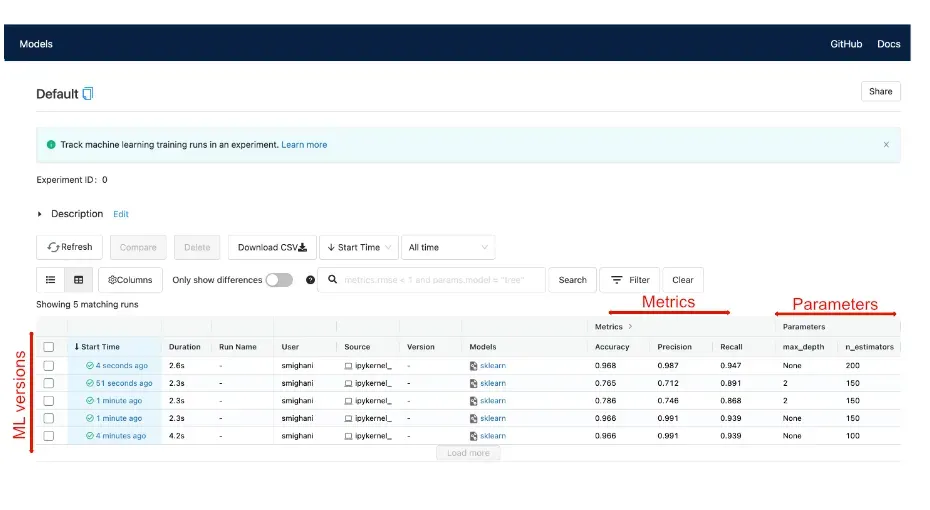 Models GitHub Docs
Default Share
Track machine learning training runs in an experiment. Learn more ×
Experiment ID: 0
Description Edit
Refresh Compare Delete Download CSV Start Time All time
Columns Only show differences ? metrics.rmse < 1 and params.model = "tree" Search Filter Clear
Showing 5 matching runs
Metrics Parameters
ML versions
Metrics > Parameters
Start Time Duration Run Name User Source Version Models Accuracy Precision Recall max_depth n_estimators
4 seconds ago 2.6s - smighani ipykernel_ - sklearn 0.968 0.987 0.947 None 200
51 seconds ago 2.3s - smighani ipykernel_ - sklearn 0.765 0.712 0.891 2 150
1 minute ago 2.3s - smighani ipykernel_ - sklearn 0.786 0.746 0.868 2 150
1 minute ago 2.3s - smighani ipykernel_ - sklearn 0.966 0.991 0.939 None 150
4 minutes ago 4.2s - smighani ipykernel_ - sklearn 0.966 0.991 0.939 None 100
Load more